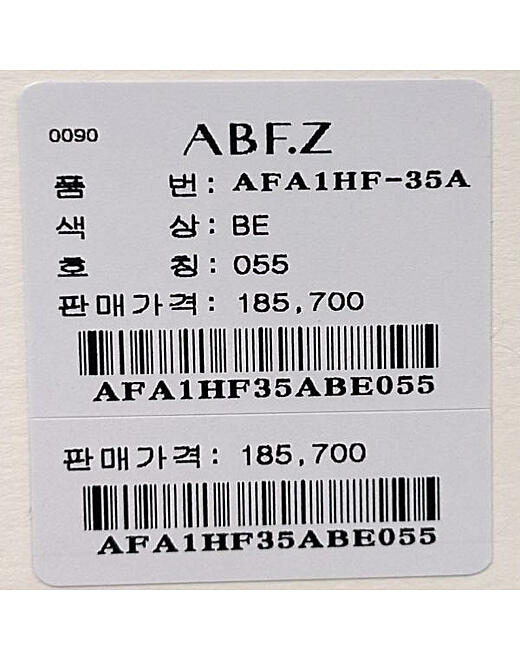 0090 ABF.Z
품 번 : AFA1HF-35A
색 상 : BE
호 칭 : 055
판매가격 : 185,700
AFA1HF35ABE055
판매가격 : 185,700
AFA1HF35ABE055